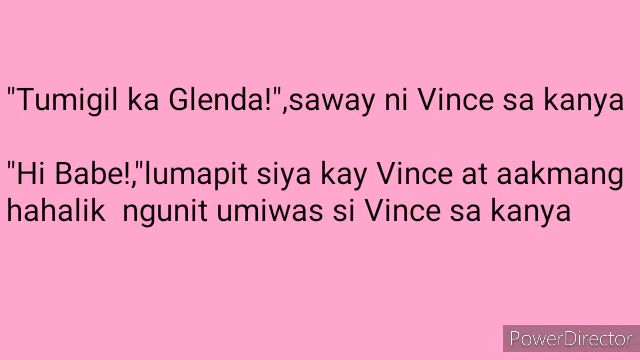 "Tumigil ka Glenda!",saway ni Vince sa kanya
"Hi Babe!,"lumapit siya kay Vince at aakmang
hahalik  ngunit umiwas si Vince sa kanya
PowerDirector